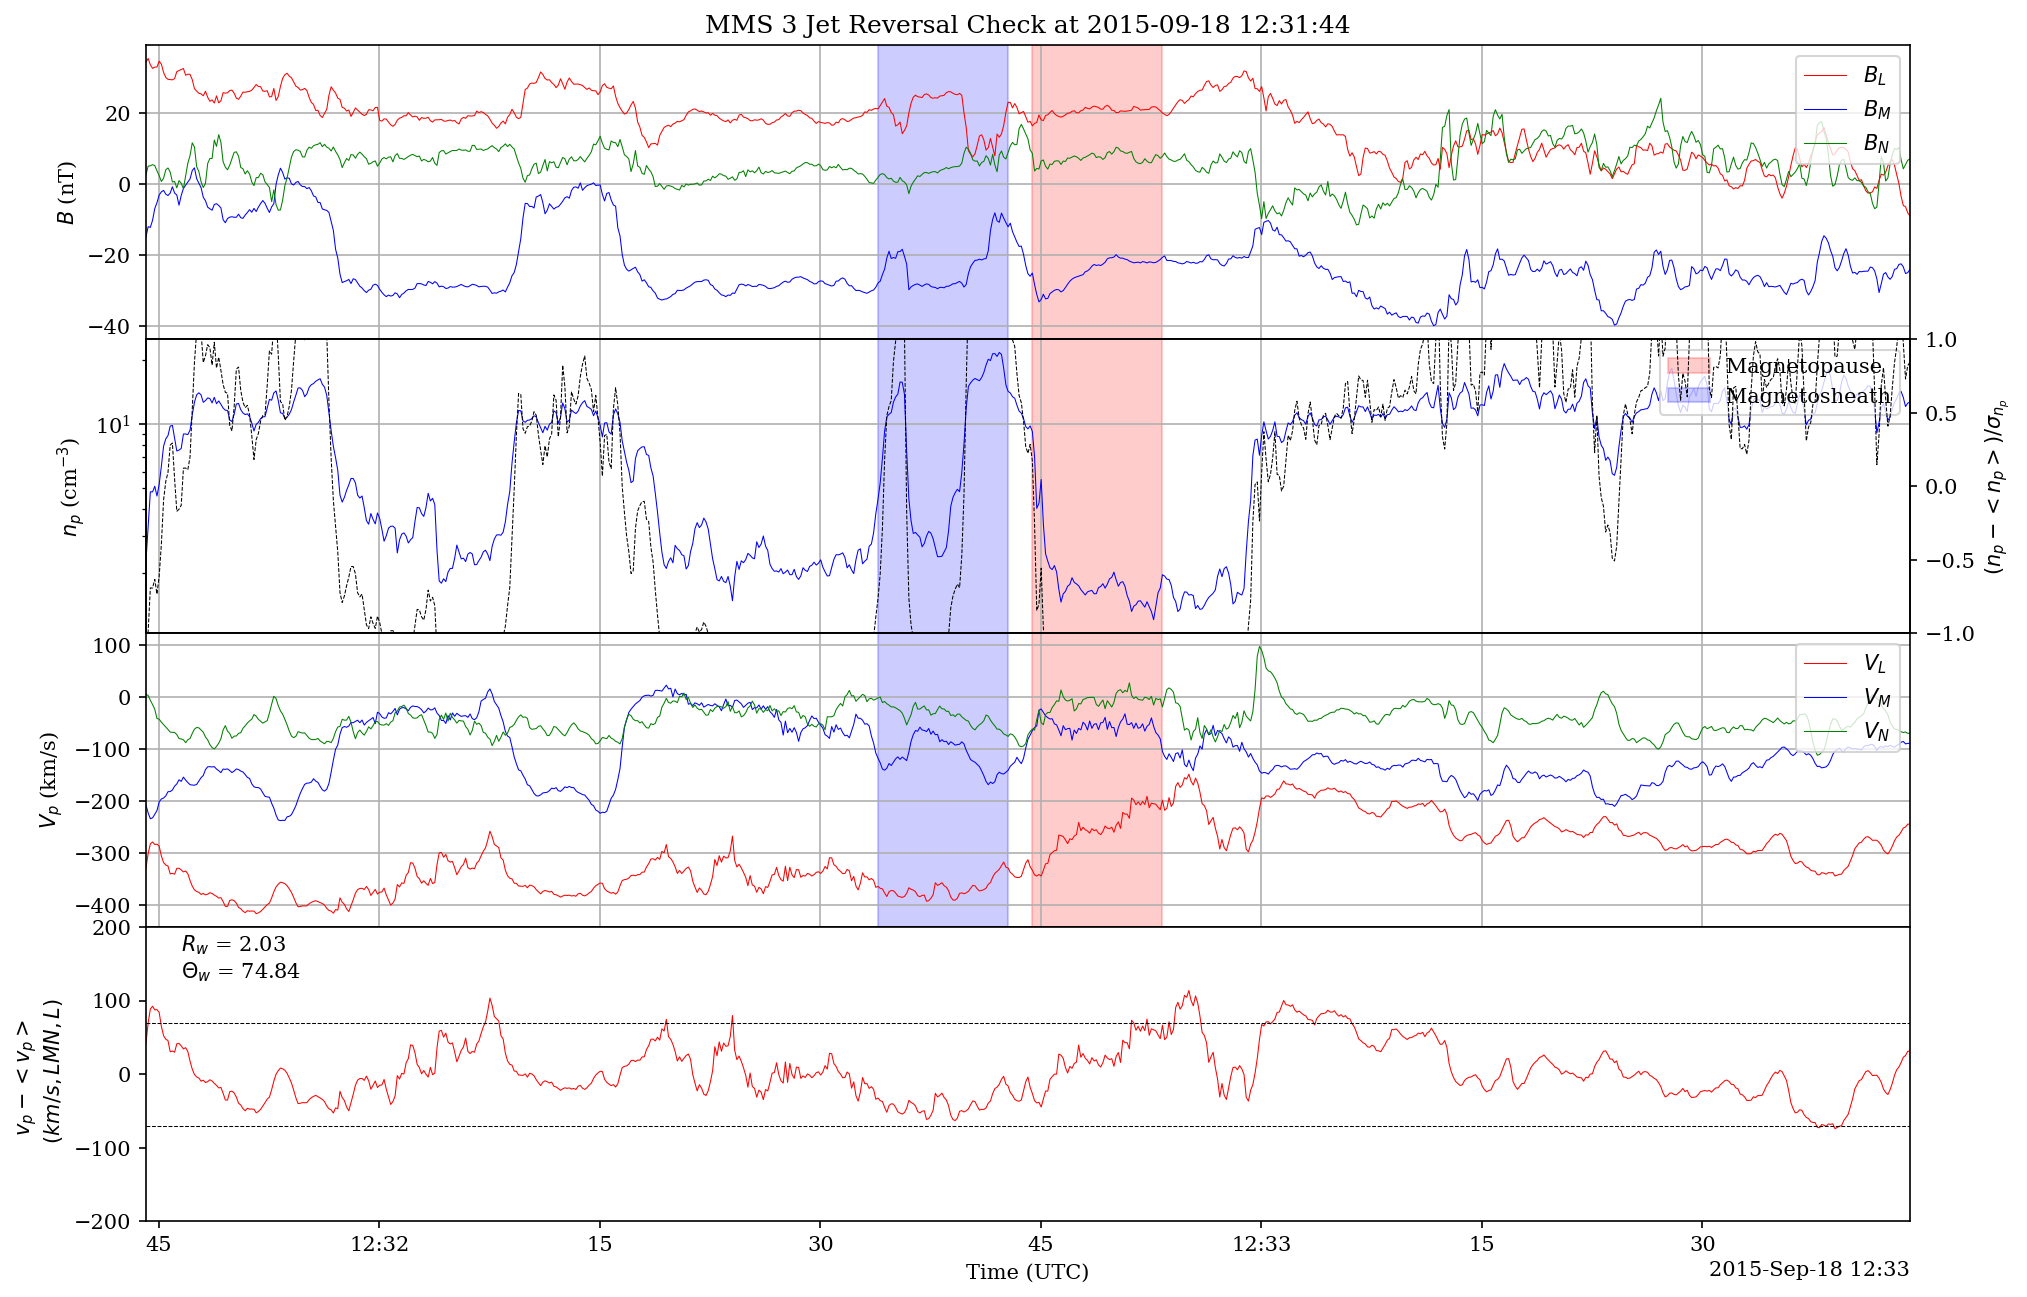 MMS 3 Jet Reversal Check at 2015-09-18 12:31:44
B (nT)
20
0
−20
−40
B_L
B_M
B_N
n_p (cm^{−3})
10^1
1.0
0.5
0.0
−0.5
−1.0
(n_p − < n_p >)/σ_{n_p}
Magnetopause
Magnetosheath
V_p (km/s)
100
0
−100
−200
−300
−400
V_L
V_M
V_N
v_p − < v_p >
(km/s, LMN, L)
200
100
0
−100
−200
R_w = 2.03
Θ_w = 74.84
45
12:32
15
30
45
12:33
15
30
Time (UTC)
2015-Sep-18 12:33